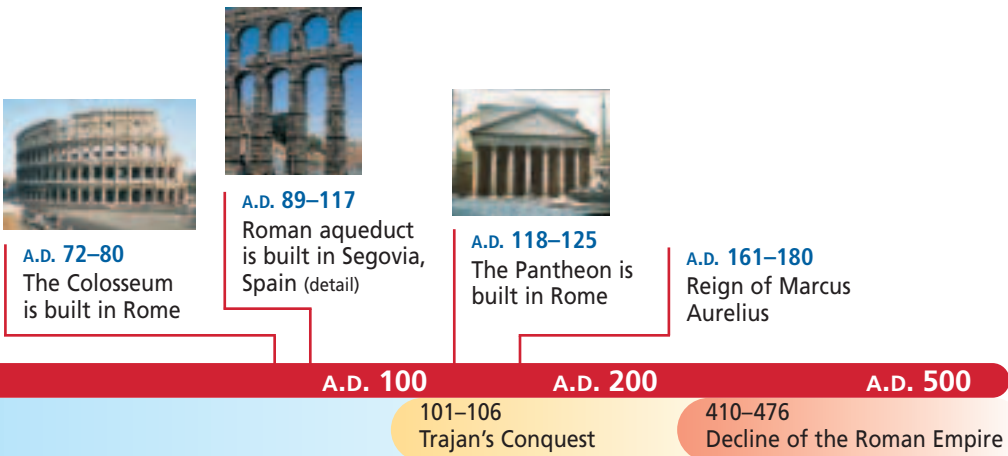 A.D. 72–80
The Colosseum
is built in Rome
A.D. 89–117
Roman aqueduct
is built in Segovia,
Spain (detail)
A.D. 118–125
The Pantheon is
built in Rome
A.D. 161–180
Reign of Marcus
Aurelius
A.D. 100
A.D. 200
A.D. 500
101–106
Trajan's Conquest
410–476
Decline of the Roman Empire